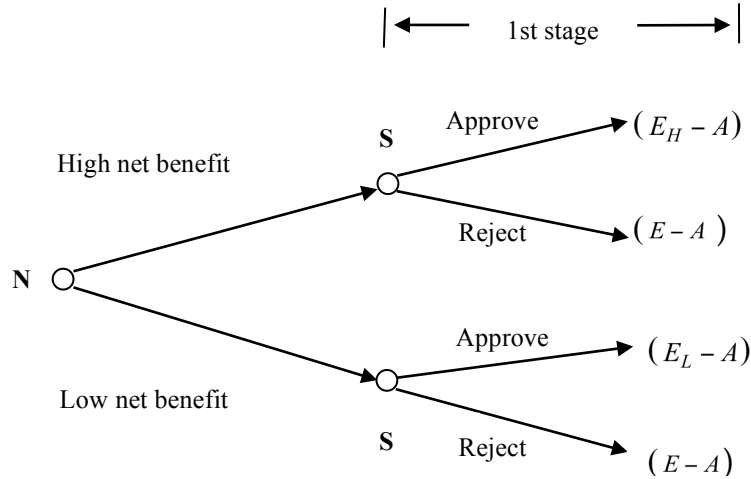 1st stage
Approve
(E_H − A)
S
High net benefit
Reject
(E − A)
N
Approve
(E_L − A)
Low net benefit
S
Reject
(E − A)